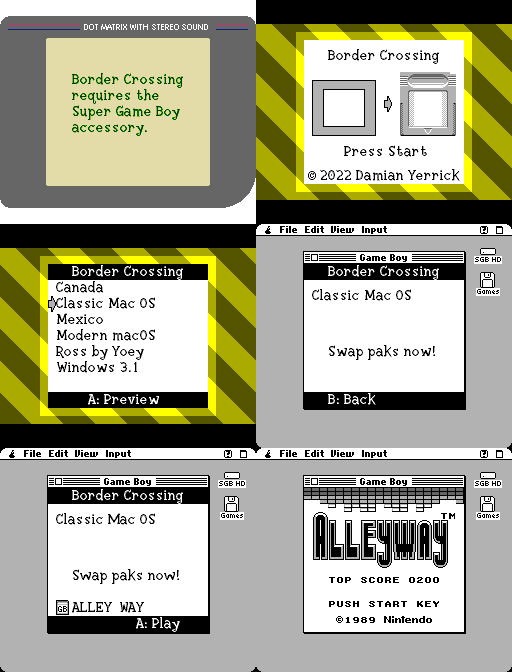 DOT MATRIX WITH STEREO SOUND
Border Crossing
requires the
Super Game Boy
accessory.
Border Crossing
Press Start
© 2022 Damian Yerrick
Border Crossing
Canada
Classic Mac OS
Mexico
Modern macOS
Ross by Yoey
Windows 3.1
A: Preview
File Edit View Input
Game Boy
SGB HD
Games
Border Crossing
Classic Mac OS
Swap paks now!
B: Back
File Edit View Input
Game Boy
SGB HD
Games
Border Crossing
Classic Mac OS
Swap paks now!
GB ALLEY WAY
A: Play
File Edit View Input
Game Boy
SGB HD
Games
ALLEYWAY™
TOP SCORE 0200
PUSH START KEY
©1989 Nintendo